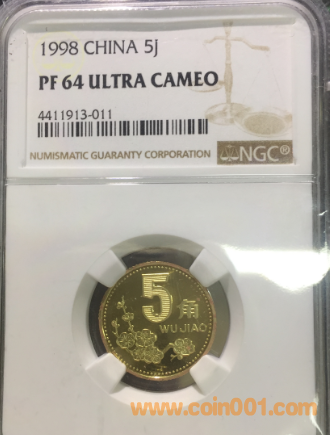 1998 CHINA 5J
PF 64 ULTRA CAMEO
4411913-011
NUMISMATIC GUARANTY CORPORATION
NGC®
5角
WU JIAO
www.coin001.com